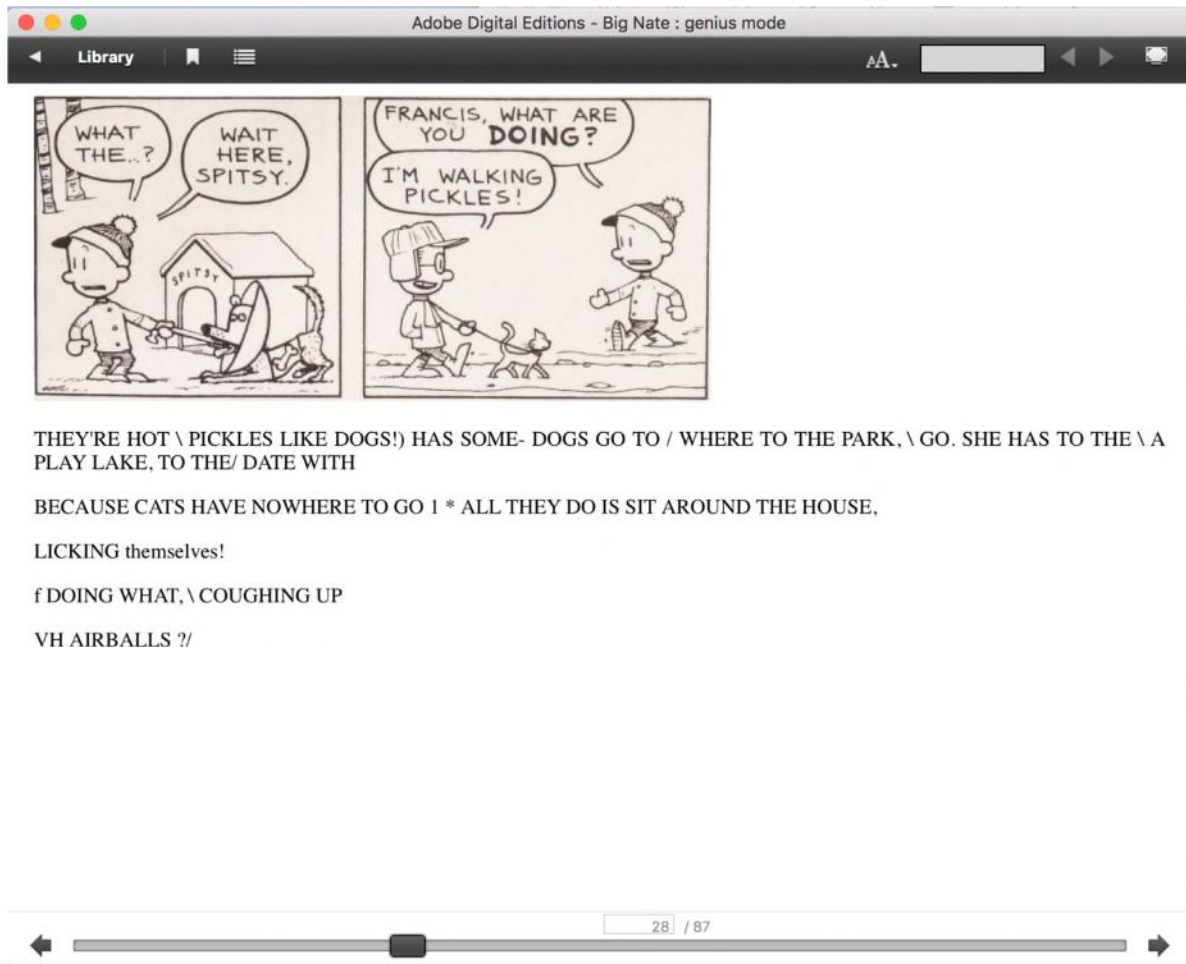 Adobe Digital Editions - Big Nate : genius mode
Library
AA
WHAT
THE..?
WAIT
HERE,
SPITSY.
SPITSY
FRANCIS, WHAT ARE
YOU DOING?
I'M WALKING
PICKLES!
THEY'RE HOT \ PICKLES LIKE DOGS!) HAS SOME- DOGS GO TO / WHERE TO THE PARK, \ GO. SHE HAS TO THE \ A
PLAY LAKE, TO THE/ DATE WITH
BECAUSE CATS HAVE NOWHERE TO GO 1 * ALL THEY DO IS SIT AROUND THE HOUSE,
LICKING themselves!
f DOING WHAT, \ COUGHING UP
VH AIRBALLS ?/
28 / 87